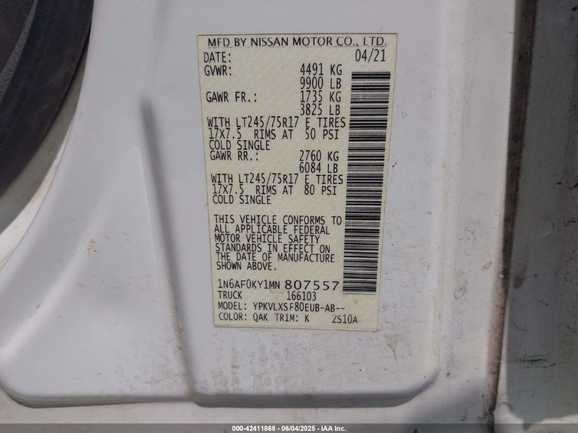 MFD BY NISSAN MOTOR CO., LTD.
DATE: 04/21
GVWR: 4491 KG
9900 LB
GAWR FR.: 1735 KG
3825 LB
WITH LT245/75R17 E TIRES
17X7.5 RIMS AT 50 PSI
COLD SINGLE
GAWR RR.: 2760 KG
6084 LB
WITH LT245/75R17 E TIRES
17X7.5 RIMS AT 80 PSI
COLD SINGLE
THIS VEHICLE CONFORMS TO
ALL APPLICABLE FEDERAL
MOTOR VEHICLE SAFETY
STANDARDS IN EFFECT ON
THE DATE OF MANUFACTURE
SHOWN ABOVE.
1N6AF0KY1MN 807557
TRUCK 166103
MODEL: YPKVLXSF80EUB-AB--
COLOR: QAK TRIM: K 2S10A
000-42411868 - 06/04/2025 - IAA Inc.